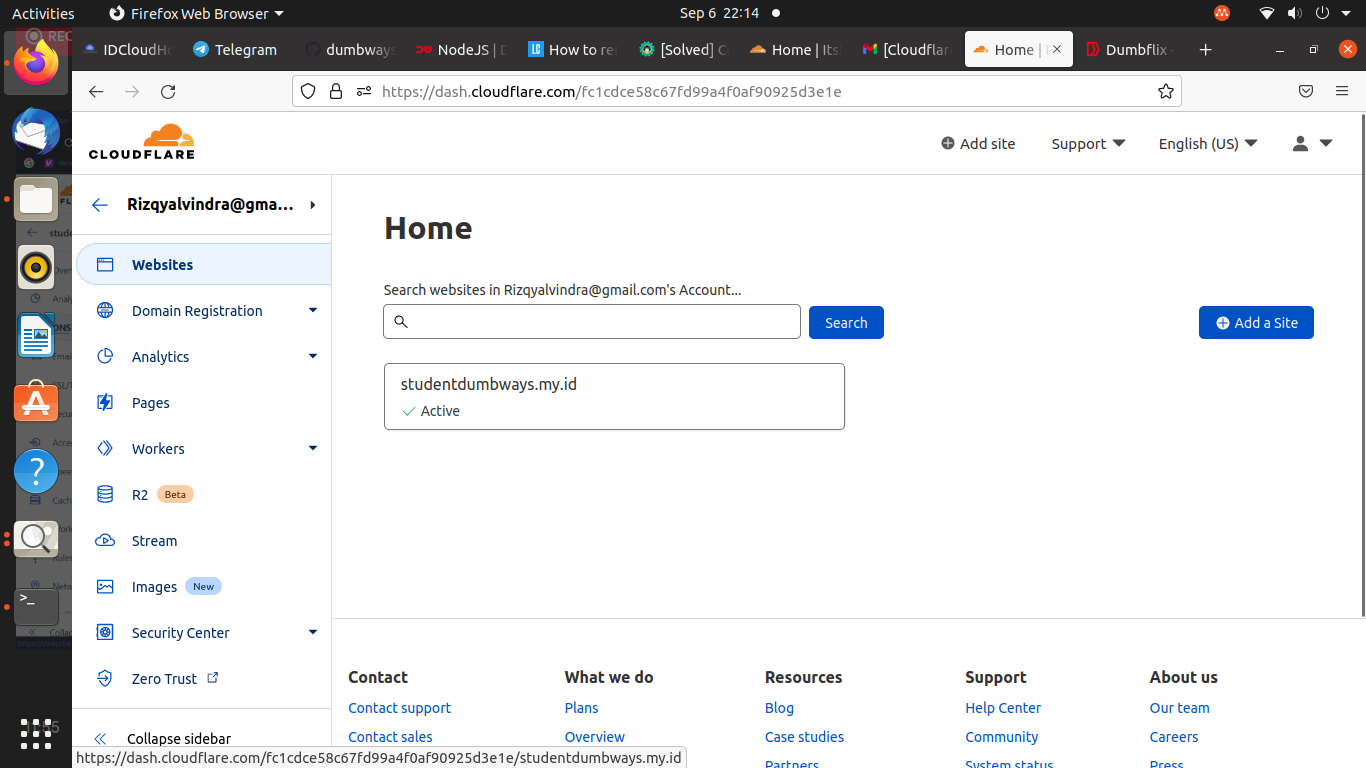 Activities
Firefox Web Browser
Sep 6 22:14
REC
IDCloudHo
Telegram
dumbways
NodeJS | D
How to re
[Solved] C
Home | Its
[Cloudflar
Home |
Dumbflix -
https://dash.cloudflare.com/fc1cdce58c67fd99a4f0af90925d3e1e
CLOUDFLARE
Add site
Support
English (US)
Rizqyalvindra@gma...
Websites
Domain Registration
Analytics
Pages
Workers
R2 Beta
Stream
Images New
Security Center
Zero Trust
Collapse sidebar
Home
Search websites in Rizqyalvindra@gmail.com's Account...
Search
Add a Site
studentdumbways.my.id
Active
Contact
Contact support
Contact sales
What we do
Plans
Overview
Resources
Blog
Case studies
Partners
Support
Help Center
Community
System status
About us
Our team
Careers
Press
https://dash.cloudflare.com/fc1cdce58c67fd99a4f0af90925d3e1e/studentdumbways.my.id